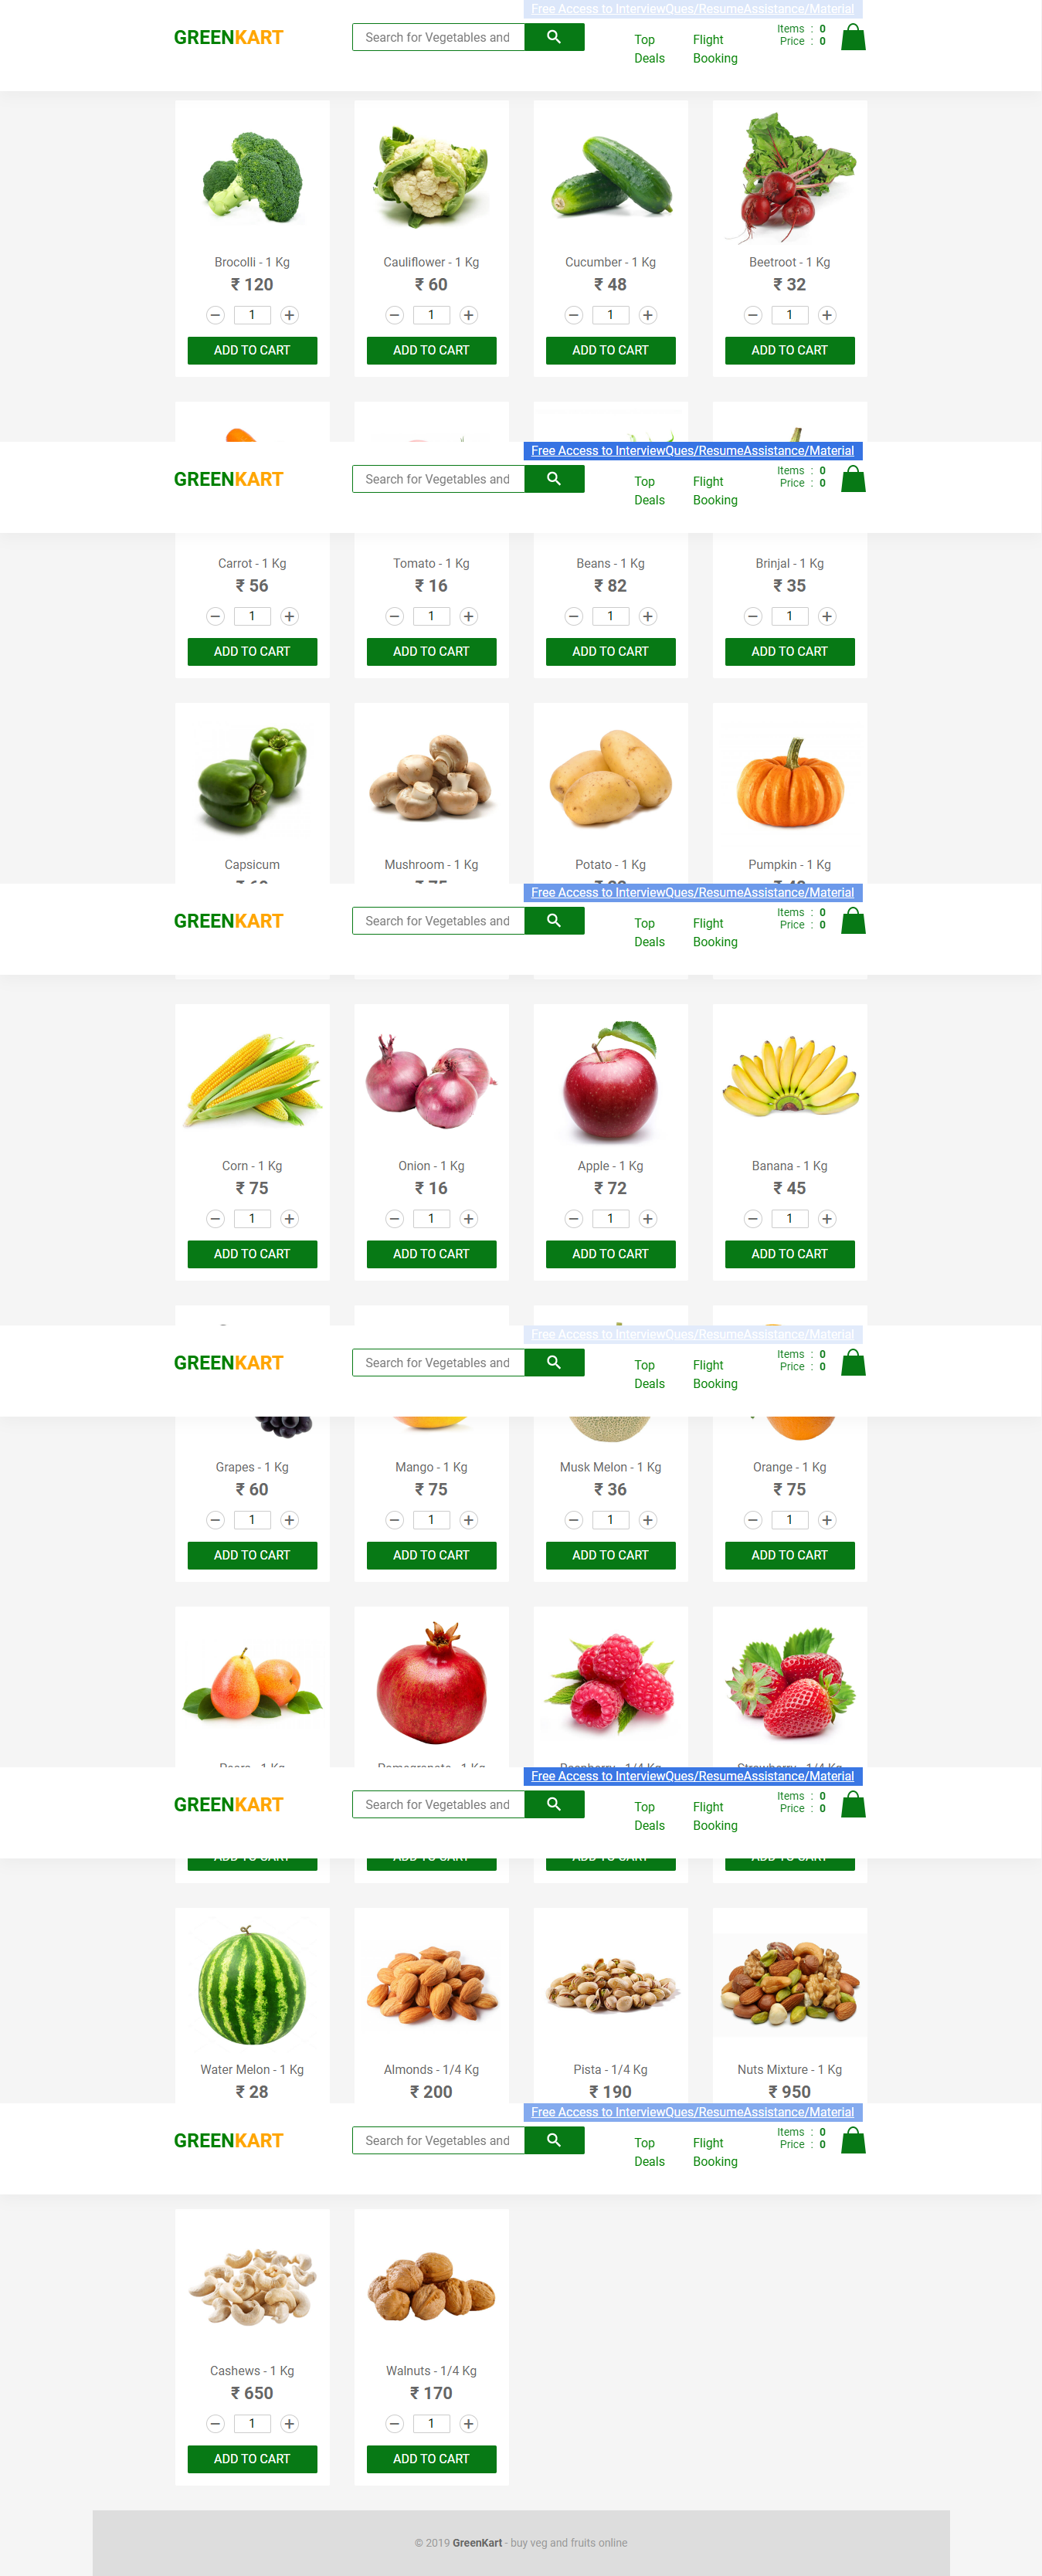 Free Access to InterviewQues/ResumeAssistance/Material
GREENKART
Search for Vegetables and
Top Deals
Flight Booking
Items : 0
Price : 0
Brocolli - 1 Kg
Cauliflower - 1 Kg
Cucumber - 1 Kg
Beetroot - 1 Kg
₹ 120
₹ 60
₹ 48
₹ 32
− 1 +
− 1 +
− 1 +
− 1 +
ADD TO CART
ADD TO CART
ADD TO CART
ADD TO CART
Free Access to InterviewQues/ResumeAssistance/Material
GREENKART
Search for Vegetables and
Top Deals
Flight Booking
Items : 0
Price : 0
Carrot - 1 Kg
Tomato - 1 Kg
Beans - 1 Kg
Brinjal - 1 Kg
₹ 56
₹ 16
₹ 82
₹ 35
− 1 +
− 1 +
− 1 +
− 1 +
ADD TO CART
ADD TO CART
ADD TO CART
ADD TO CART
Capsicum
Mushroom - 1 Kg
Potato - 1 Kg
Pumpkin - 1 Kg
Free Access to InterviewQues/ResumeAssistance/Material
GREENKART
Search for Vegetables and
Top Deals
Flight Booking
Items : 0
Price : 0
Corn - 1 Kg
Onion - 1 Kg
Apple - 1 Kg
Banana - 1 Kg
₹ 75
₹ 16
₹ 72
₹ 45
− 1 +
− 1 +
− 1 +
− 1 +
ADD TO CART
ADD TO CART
ADD TO CART
ADD TO CART
Free Access to InterviewQues/ResumeAssistance/Material
GREENKART
Search for Vegetables and
Top Deals
Flight Booking
Items : 0
Price : 0
Grapes - 1 Kg
Mango - 1 Kg
Musk Melon - 1 Kg
Orange - 1 Kg
₹ 60
₹ 75
₹ 36
₹ 75
− 1 +
− 1 +
− 1 +
− 1 +
ADD TO CART
ADD TO CART
ADD TO CART
ADD TO CART
Free Access to InterviewQues/ResumeAssistance/Material
GREENKART
Search for Vegetables and
Top Deals
Flight Booking
Items : 0
Price : 0
ADD TO CART
ADD TO CART
ADD TO CART
ADD TO CART
Water Melon - 1 Kg
Almonds - 1/4 Kg
Pista - 1/4 Kg
Nuts Mixture - 1 Kg
₹ 28
₹ 200
₹ 190
₹ 950
Free Access to InterviewQues/ResumeAssistance/Material
GREENKART
Search for Vegetables and
Top Deals
Flight Booking
Items : 0
Price : 0
Cashews - 1 Kg
Walnuts - 1/4 Kg
₹ 650
₹ 170
− 1 +
− 1 +
ADD TO CART
ADD TO CART
© 2019 GreenKart - buy veg and fruits online